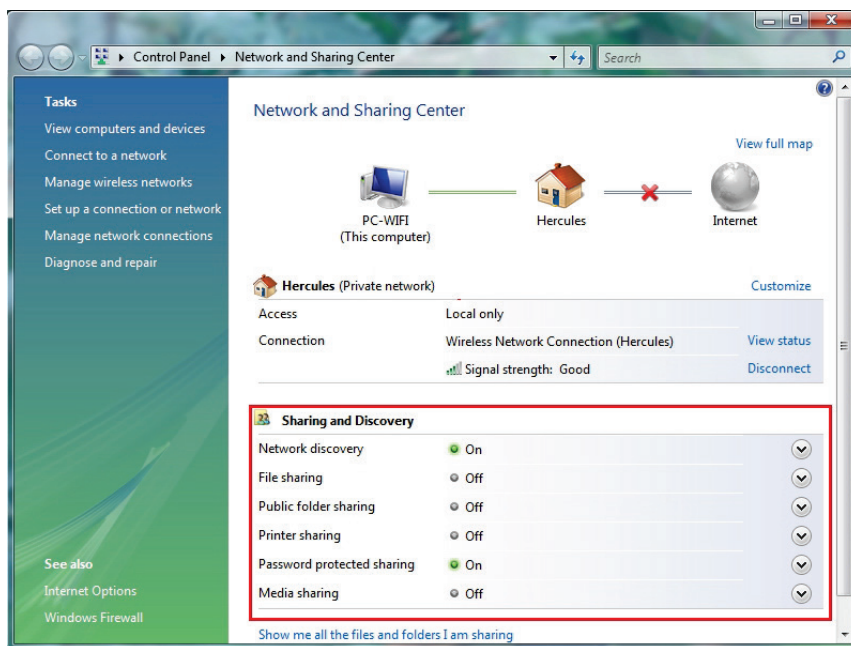 Control Panel Network and Sharing Center
Search
Tasks
View computers and devices
Connect to a network
Manage wireless networks
Set up a connection or network
Manage network connections
Diagnose and repair
See also
Internet Options
Windows Firewall
Network and Sharing Center
View full map
PC-WIFI
(This computer)
Hercules
Internet
Hercules (Private network)
Customize
Access Local only
Connection Wireless Network Connection (Hercules) View status
Signal strength: Good Disconnect
Sharing and Discovery
Network discovery On
File sharing Off
Public folder sharing Off
Printer sharing Off
Password protected sharing On
Media sharing Off
Show me all the files and folders I am sharing